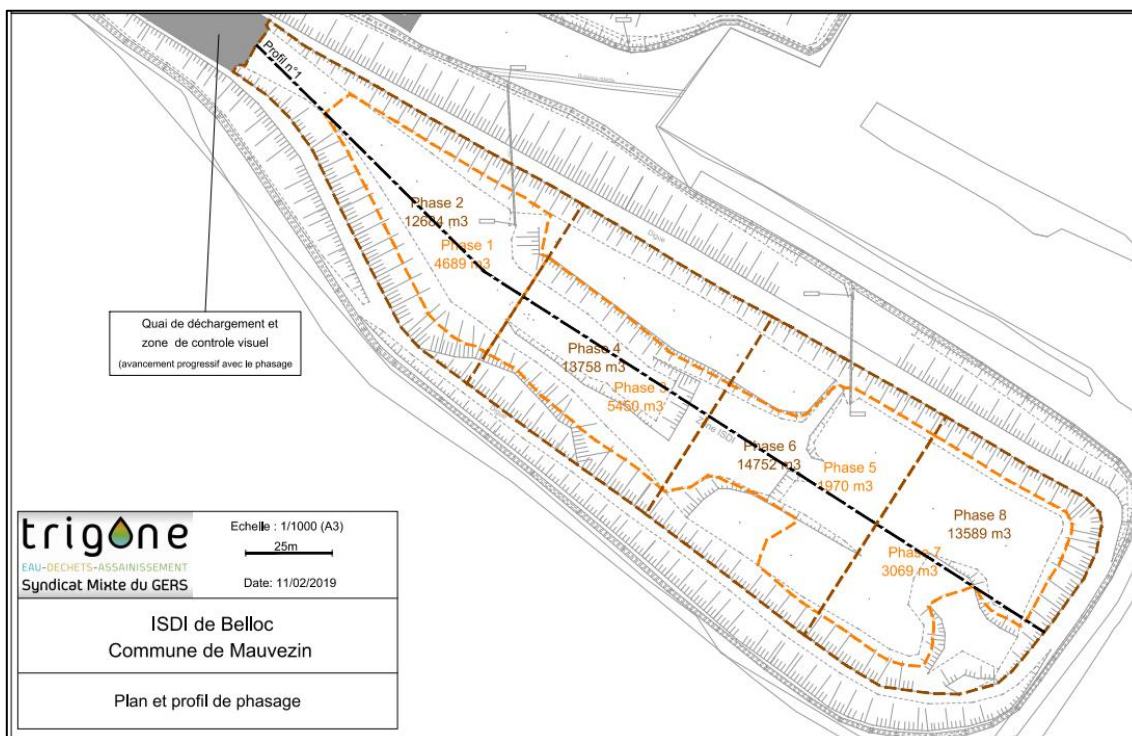 Profil n°1
Phase 2
12684 m3
Phase 1
4689 m3
Digue
Quai de déchargement et
zone de controle visuel
(avancement progressif avec le phasage
Phase 4
13758 m3
Phase 3
5450 m3
Zone ISDI
Phase 6
14752 m3
Phase 5
1970 m3
Phase 8
13589 m3
Phase 7
3069 m3
trigone
EAU-DECHETS-ASSAINISSEMENT
Syndicat Mixte du GERS
Echelle : 1/1000 (A3)
25m
Date: 11/02/2019
ISDI de Belloc
Commune de Mauvezin
Plan et profil de phasage